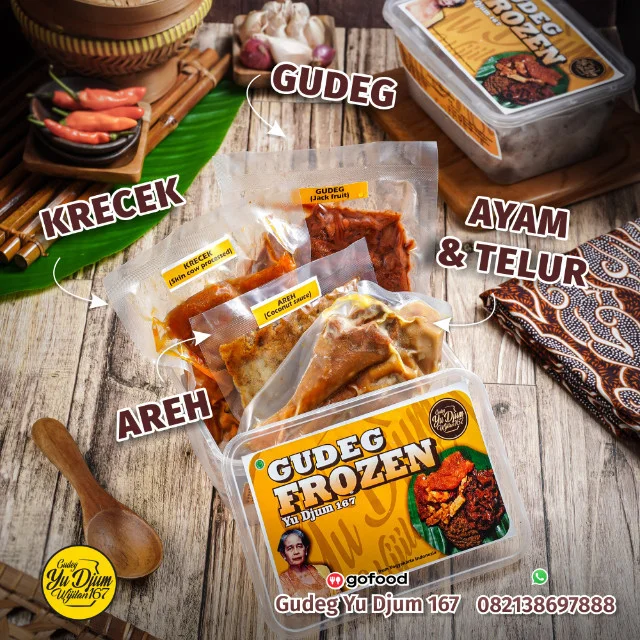 GUDEG
FROZEN
GUDEG
KRECEK
AYAM
& TELUR
GUDEG
(Jack fruit)
KRECEK
(Skin cow processed)
AREH
(Coconut sauce)
AREH
GUDEG
FROZEN
Yu Djum 167
Gudeg
Yu Djum
167
Gudeg
Yu Djum
Wijilan 167
gofood
Gudeg Yu Djum 167
082138697888